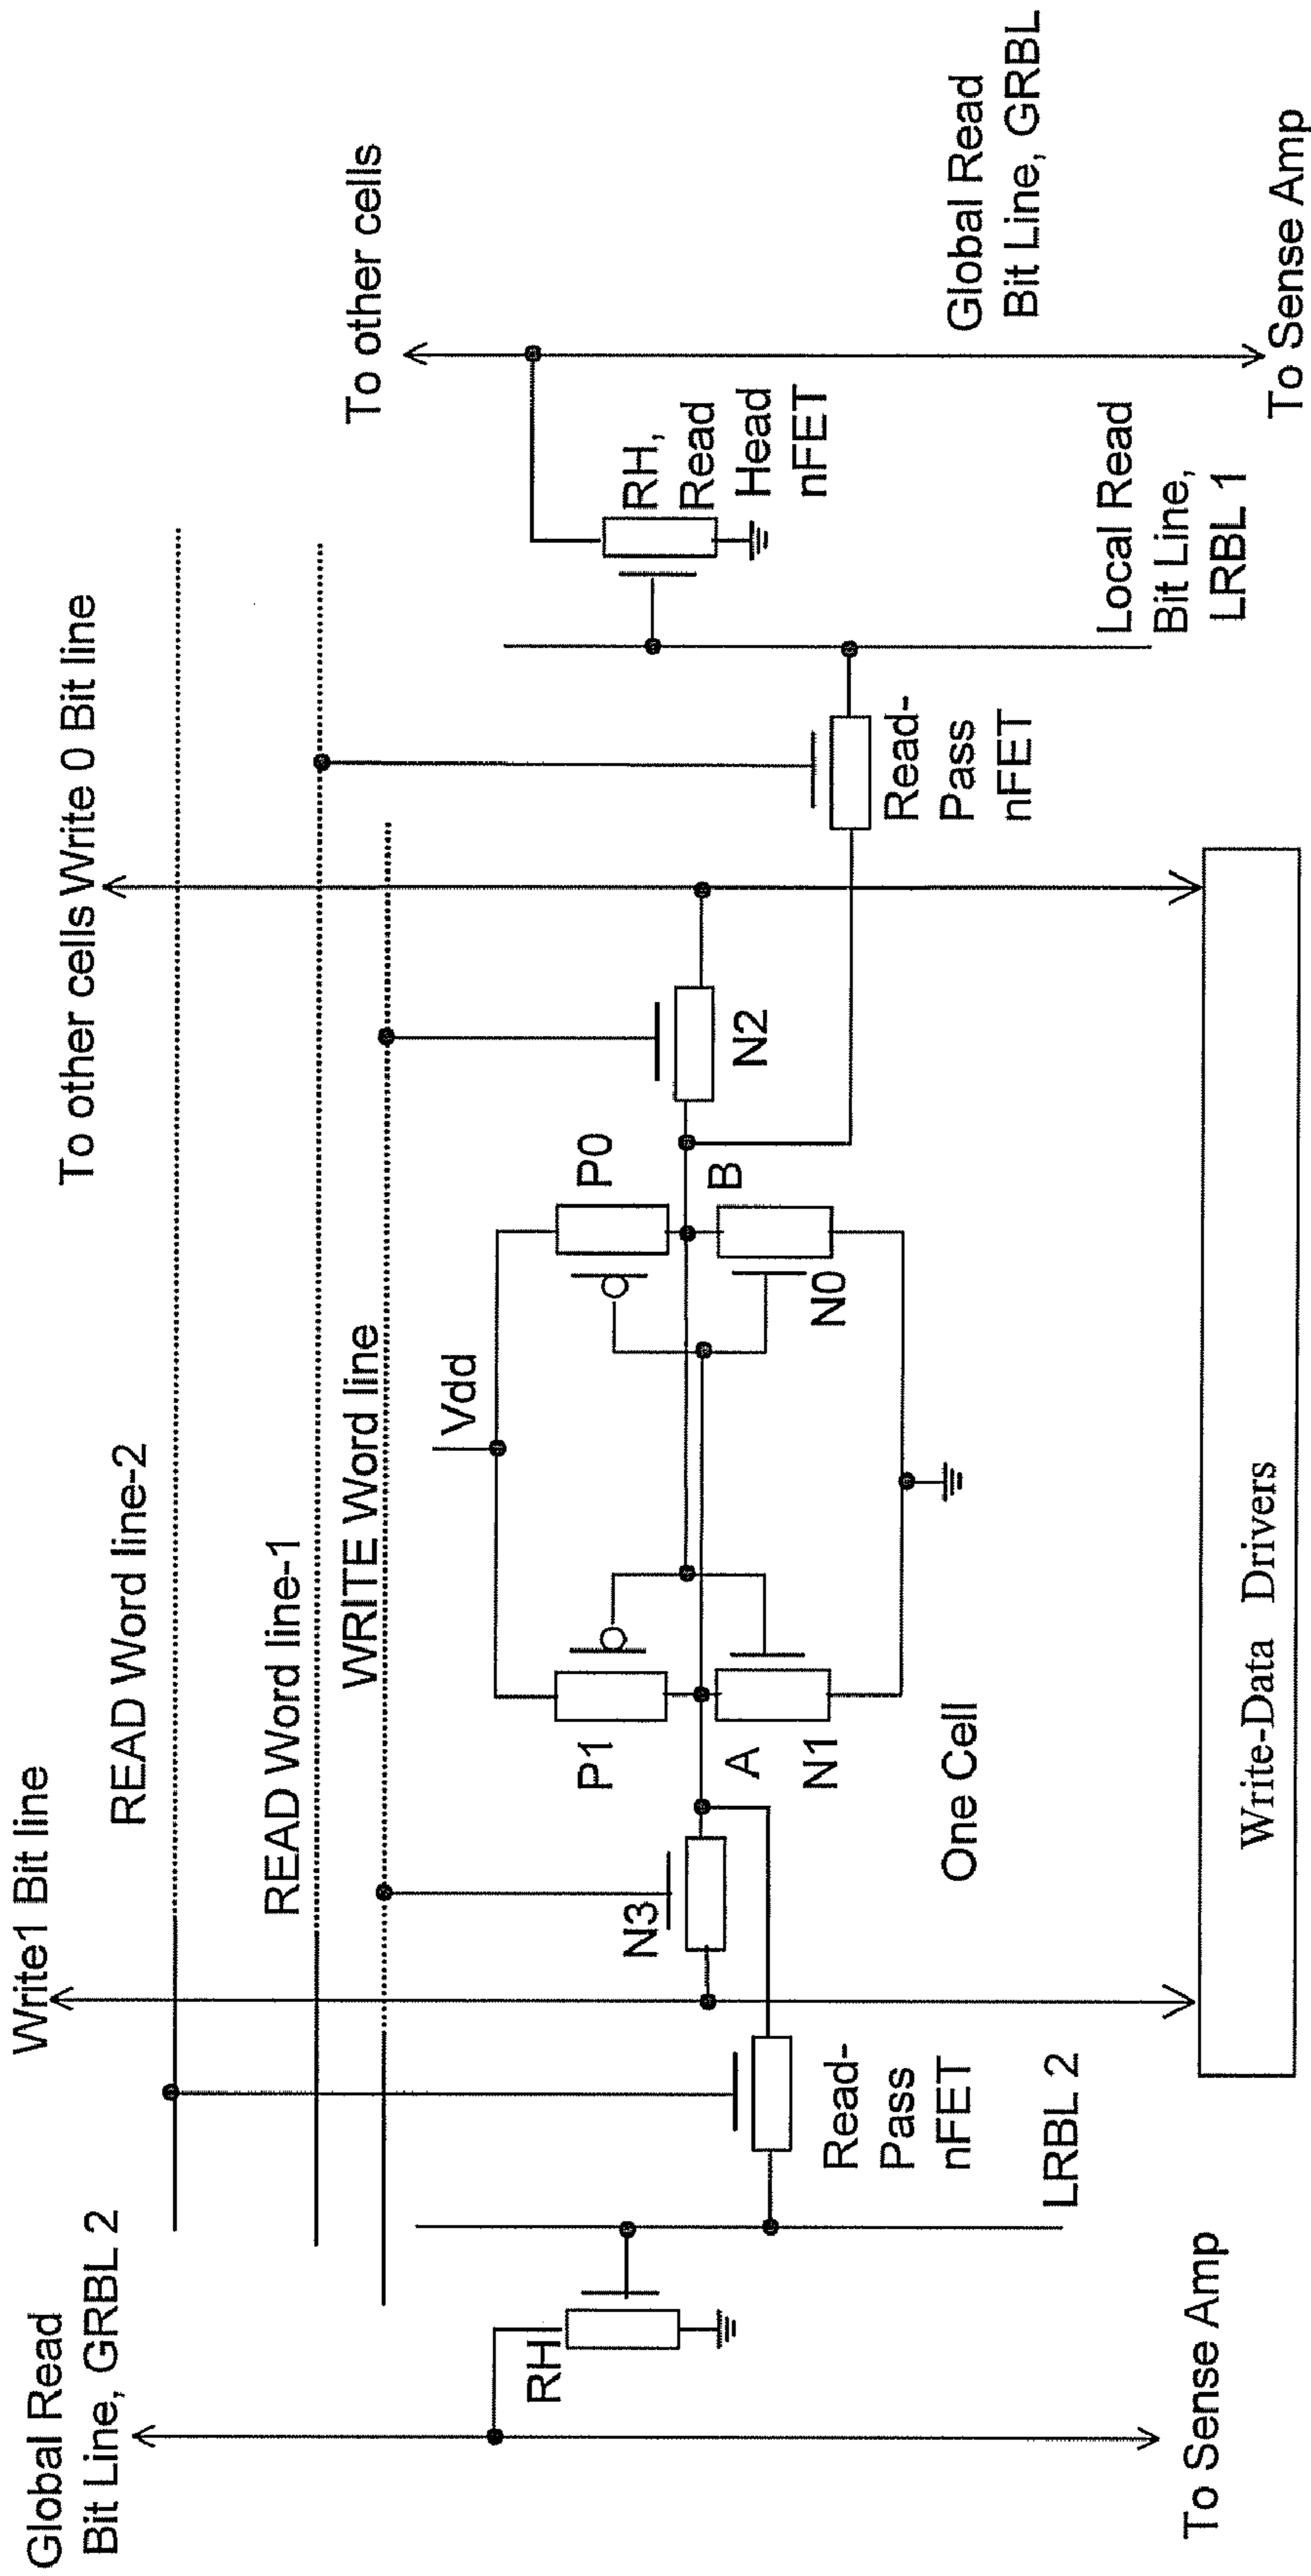 Global Read
Bit Line, GRBL 2
Write1 Bit line
READ Word line-2
READ Word line-1
WRITE Word line
To other cells Write 0 Bit line
To other cells
Vdd
RH
N3
P1
A
N1
P0
B
N0
N2
RH,
Read
Head
nFET
Global Read
Bit Line, GRBL
Read-
Pass
nFET
LRBL 2
One Cell
Read-
Pass
nFET
Local Read
Bit Line,
LRBL 1
To Sense Amp
Write-Data Drivers
To Sense Amp